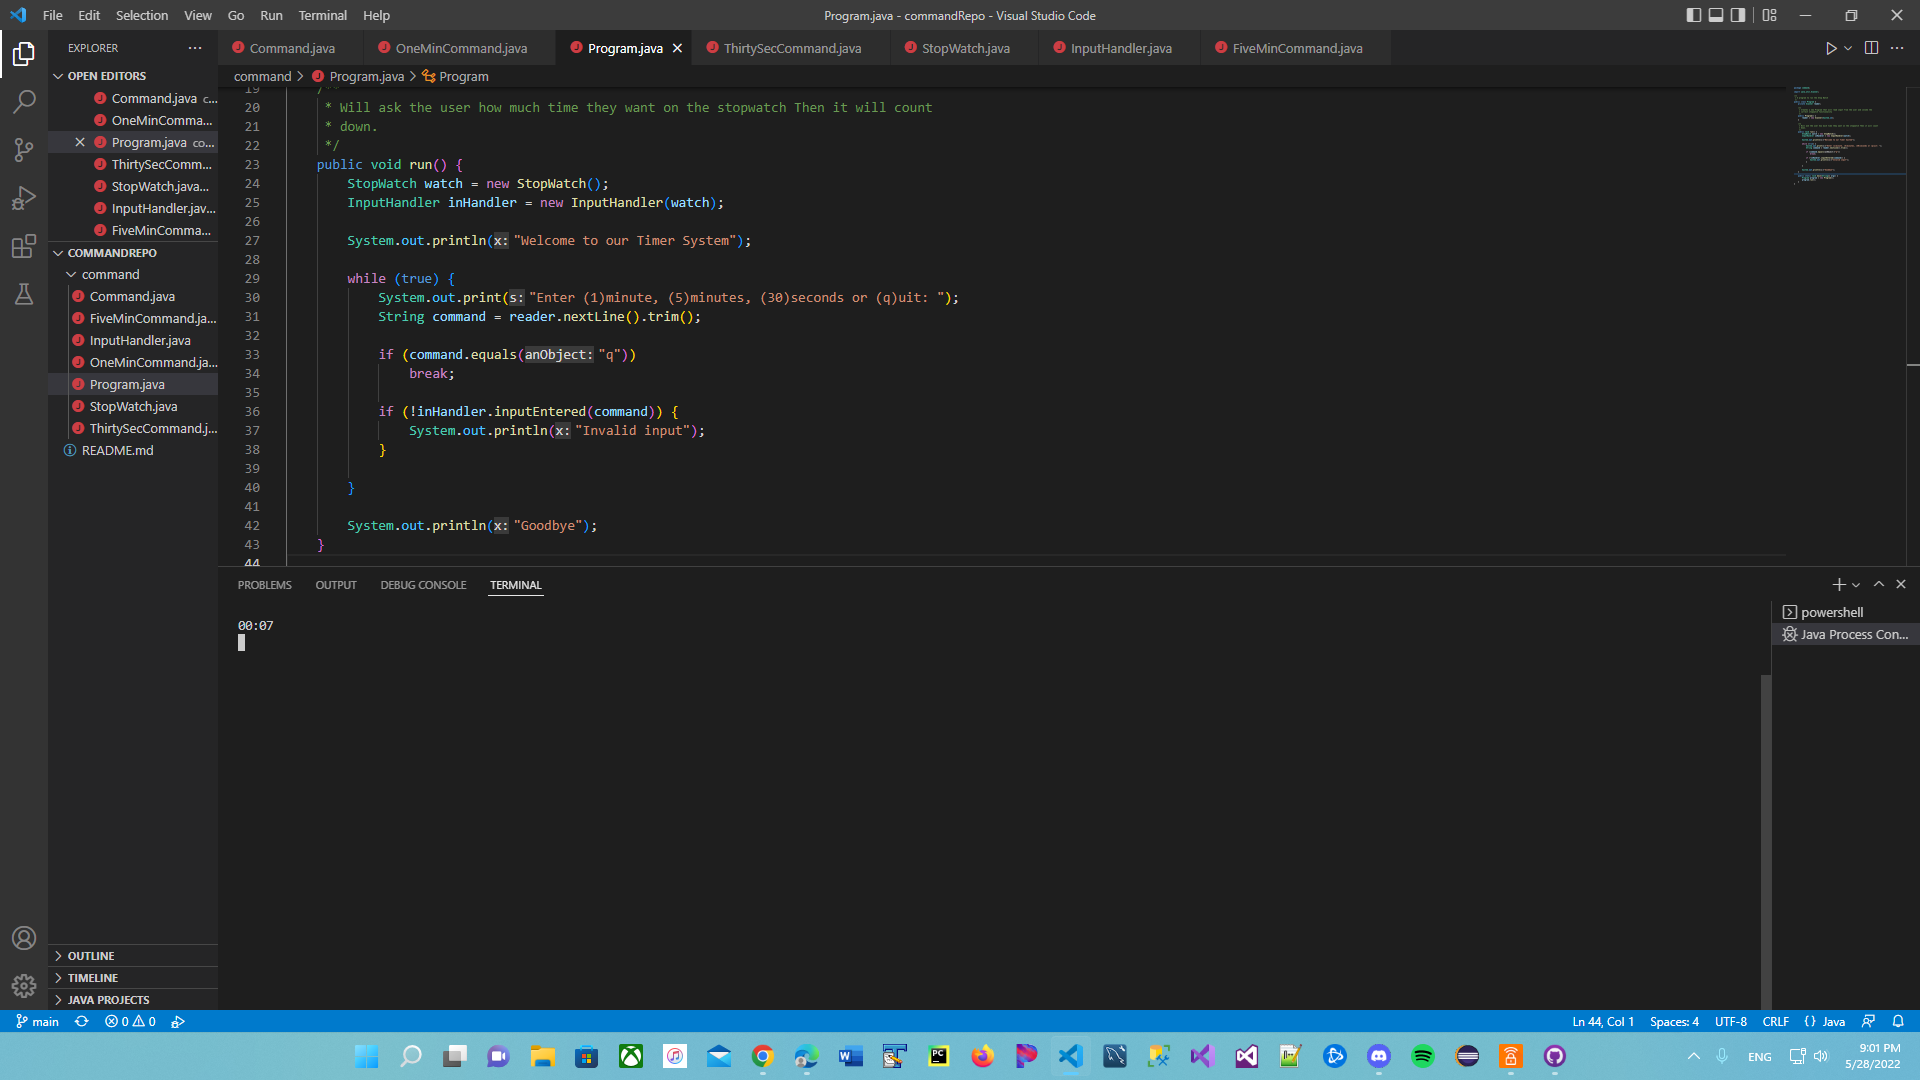 File Edit Selection View Go Run Terminal Help
Program.java - commandRepo - Visual Studio Code
EXPLORER
Command.java
OneMinCommand.java
Program.java
ThirtySecCommand.java
StopWatch.java
InputHandler.java
FiveMinCommand.java
command > Program.java > Program
OPEN EDITORS
Command.java c...
OneMinComma...
Program.java co...
ThirtySecComm...
StopWatch.java...
InputHandler.jav...
FiveMinComma...
COMMANDREPO
command
Command.java
FiveMinCommand.ja...
InputHandler.java
OneMinCommand.ja...
Program.java
StopWatch.java
ThirtySecCommand.j...
README.md
OUTLINE
TIMELINE
JAVA PROJECTS
19 /**
20 * Will ask the user how much time they want on the stopwatch Then it will count
21 * down.
22 */
23 public void run() {
24 StopWatch watch = new StopWatch();
25 InputHandler inHandler = new InputHandler(watch);
26
27 System.out.println(x: "Welcome to our Timer System");
28
29 while (true) {
30 System.out.print(s: "Enter (1)minute, (5)minutes, (30)seconds or (q)uit: ");
31 String command = reader.nextLine().trim();
32
33 if (command.equals(anObject: "q"))
34 break;
35
36 if (!inHandler.inputEntered(command)) {
37 System.out.println(x: "Invalid input");
38 }
39
40 }
41
42 System.out.println(x: "Goodbye");
43 }
44
PROBLEMS OUTPUT DEBUG CONSOLE TERMINAL
00:07
powershell
Java Process Con...
main
0 0
Ln 44, Col 1 Spaces: 4 UTF-8 CRLF {} Java
ENG
9:01 PM
5/28/2022